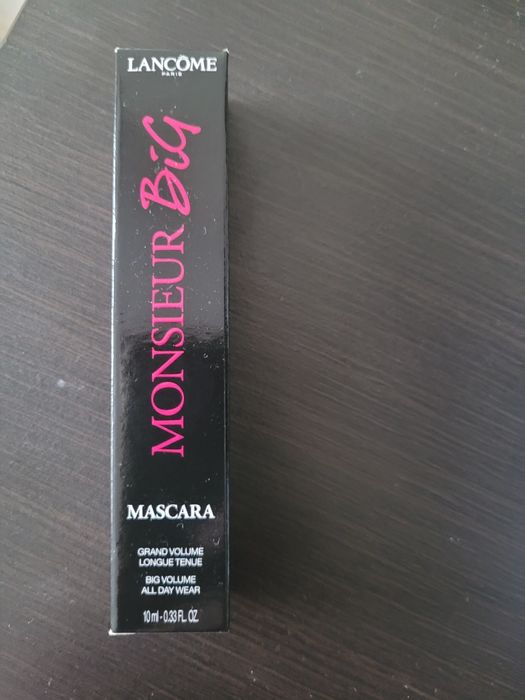 LANCÔME
PARIS
MONSIEUR BiG
MASCARA
GRAND VOLUME
LONGUE TENUE
BIG VOLUME
ALL DAY WEAR
10 ml - 0.33 FL. OZ.